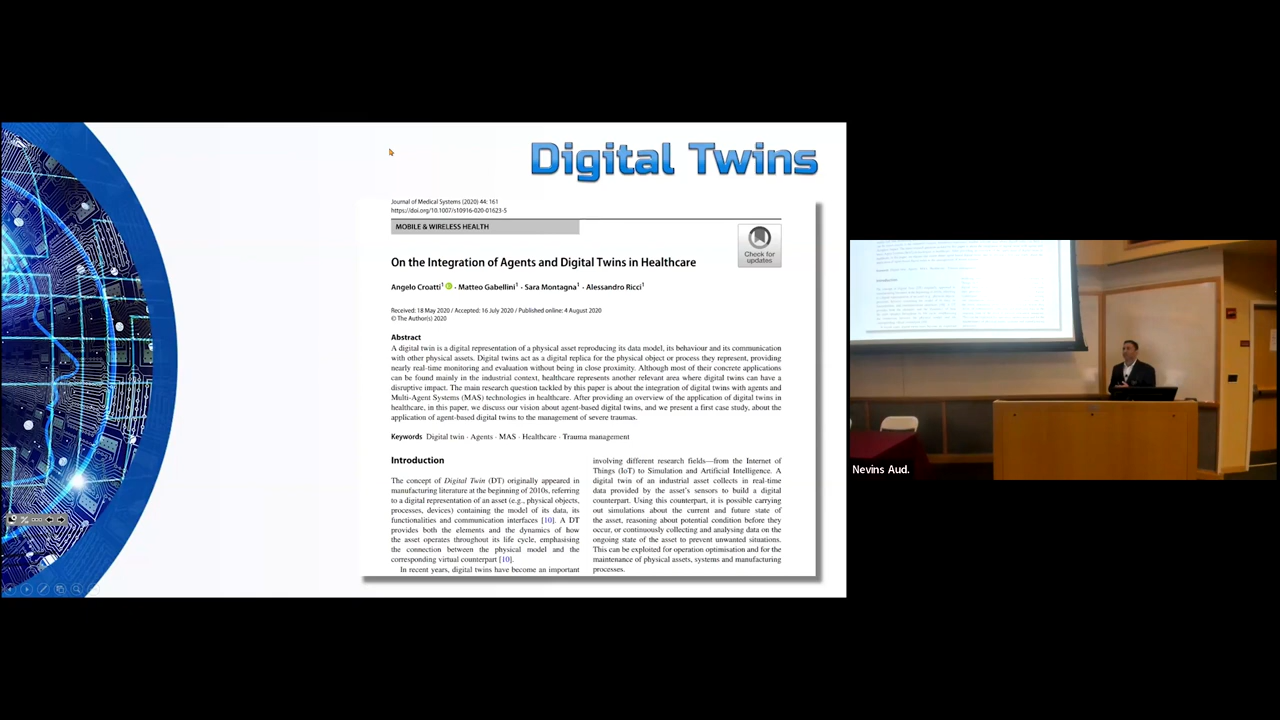 Digital Twins
Journal of Medical Systems (2020) 44: 161
https://doi.org/10.1007/s10916-020-01623-5
MOBILE & WIRELESS HEALTH
Check for
updates
On the Integration of Agents and Digital Twins in Healthcare
Angelo Croatti1 · Matteo Gabellini1 · Sara Montagna1 · Alessandro Ricci1
Received: 18 May 2020 / Accepted: 16 July 2020 / Published online: 4 August 2020
© The Author(s) 2020
Abstract
A digital twin is a digital representation of a physical asset reproducing its data model, its behaviour and its communication
with other physical assets. Digital twins act as a digital replica for the physical object or process they represent, providing
nearly real-time monitoring and evaluation without being in close proximity. Although most of their concrete applications
can be found mainly in the industrial context, healthcare represents another relevant area where digital twins can have a
disruptive impact. The main research question tackled by this paper is about the integration of digital twins with agents and
Multi-Agent Systems (MAS) technologies in healthcare. After providing an overview of the application of digital twins in
healthcare, in this paper, we discuss our vision about agent-based digital twins, and we present a first case study, about the
application of agent-based digital twins to the management of severe traumas.
Keywords Digital twin · Agents · MAS · Healthcare · Trauma management
Introduction
The concept of Digital Twin (DT) originally appeared in
manufacturing literature at the beginning of 2010s, referring
to a digital representation of an asset (e.g., physical objects,
processes, devices) containing the model of its data, its
functionalities and communication interfaces [10]. A DT
provides both the elements and the dynamics of how
the asset operates throughout its life cycle, emphasising
the connection between the physical model and the
corresponding virtual counterpart [10].
In recent years, digital twins have become an important
involving different research fields—from the Internet of
Things (IoT) to Simulation and Artificial Intelligence. A
digital twin of an industrial asset collects in real-time
data provided by the asset's sensors to build a digital
counterpart. Using this counterpart, it is possible carrying
out simulations about the current and future state of
the asset, reasoning about potential condition before they
occur, or continuously collecting and analysing data on the
ongoing state of the asset to prevent unwanted situations.
This can be exploited for operation optimisation and for the
maintenance of physical assets, systems and manufacturing
processes.
Nevins Aud.